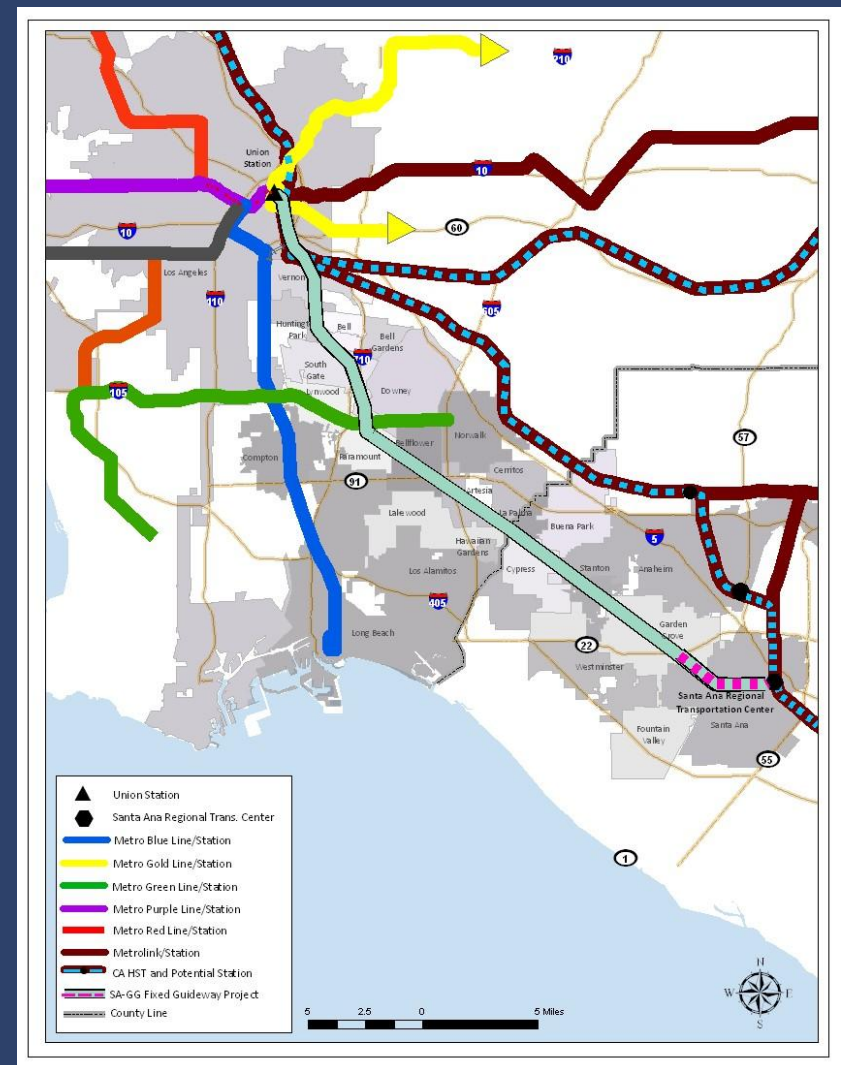 210
Union
Station
10
60
10
Los Angeles
Vernon
110
605
Huntington
Park
Bell
Bell
Gardens
710
South
Gate
Lynwood
Downey
105
57
Bellflower
Norwalk
Compton
Paramount
91
Cerritos
Artesia
Lakewood
La Palma
Buena Park
5
Hawaiian
Gardens
Los Alamitos
Cypress
Stanton
Anaheim
405
Garden
Grove
Long Beach
22
Westminster
Santa Ana Regional
Transportation Center
Santa Ana
Fountain
Valley
55
1
Union Station
Santa Ana Regional Trans. Center
Metro Blue Line/Station
Metro Gold Line/Station
Metro Green Line/Station
Metro Purple Line/Station
Metro Red Line/Station
Metrolink/Station
CA HST and Potential Station
SA-GG Fixed Guideway Project
County Line
5 2.5 0 5 Miles
N
W E
S